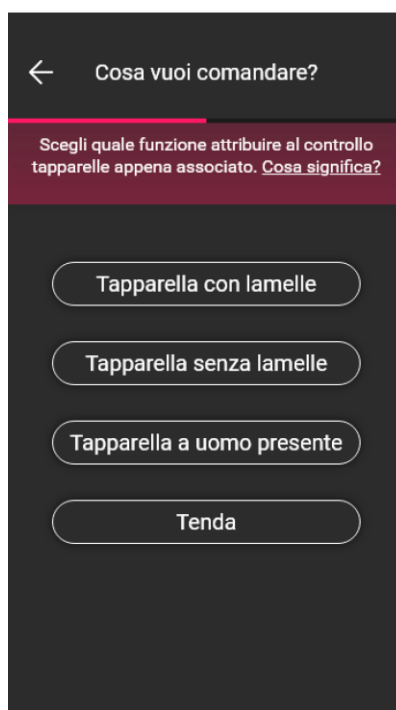 Cosa vuoi comandare?
Scegli quale funzione attribuire al controllo
tapparelle appena associato. Cosa significa?
Tapparella con lamelle
Tapparella senza lamelle
Tapparella a uomo presente
Tenda